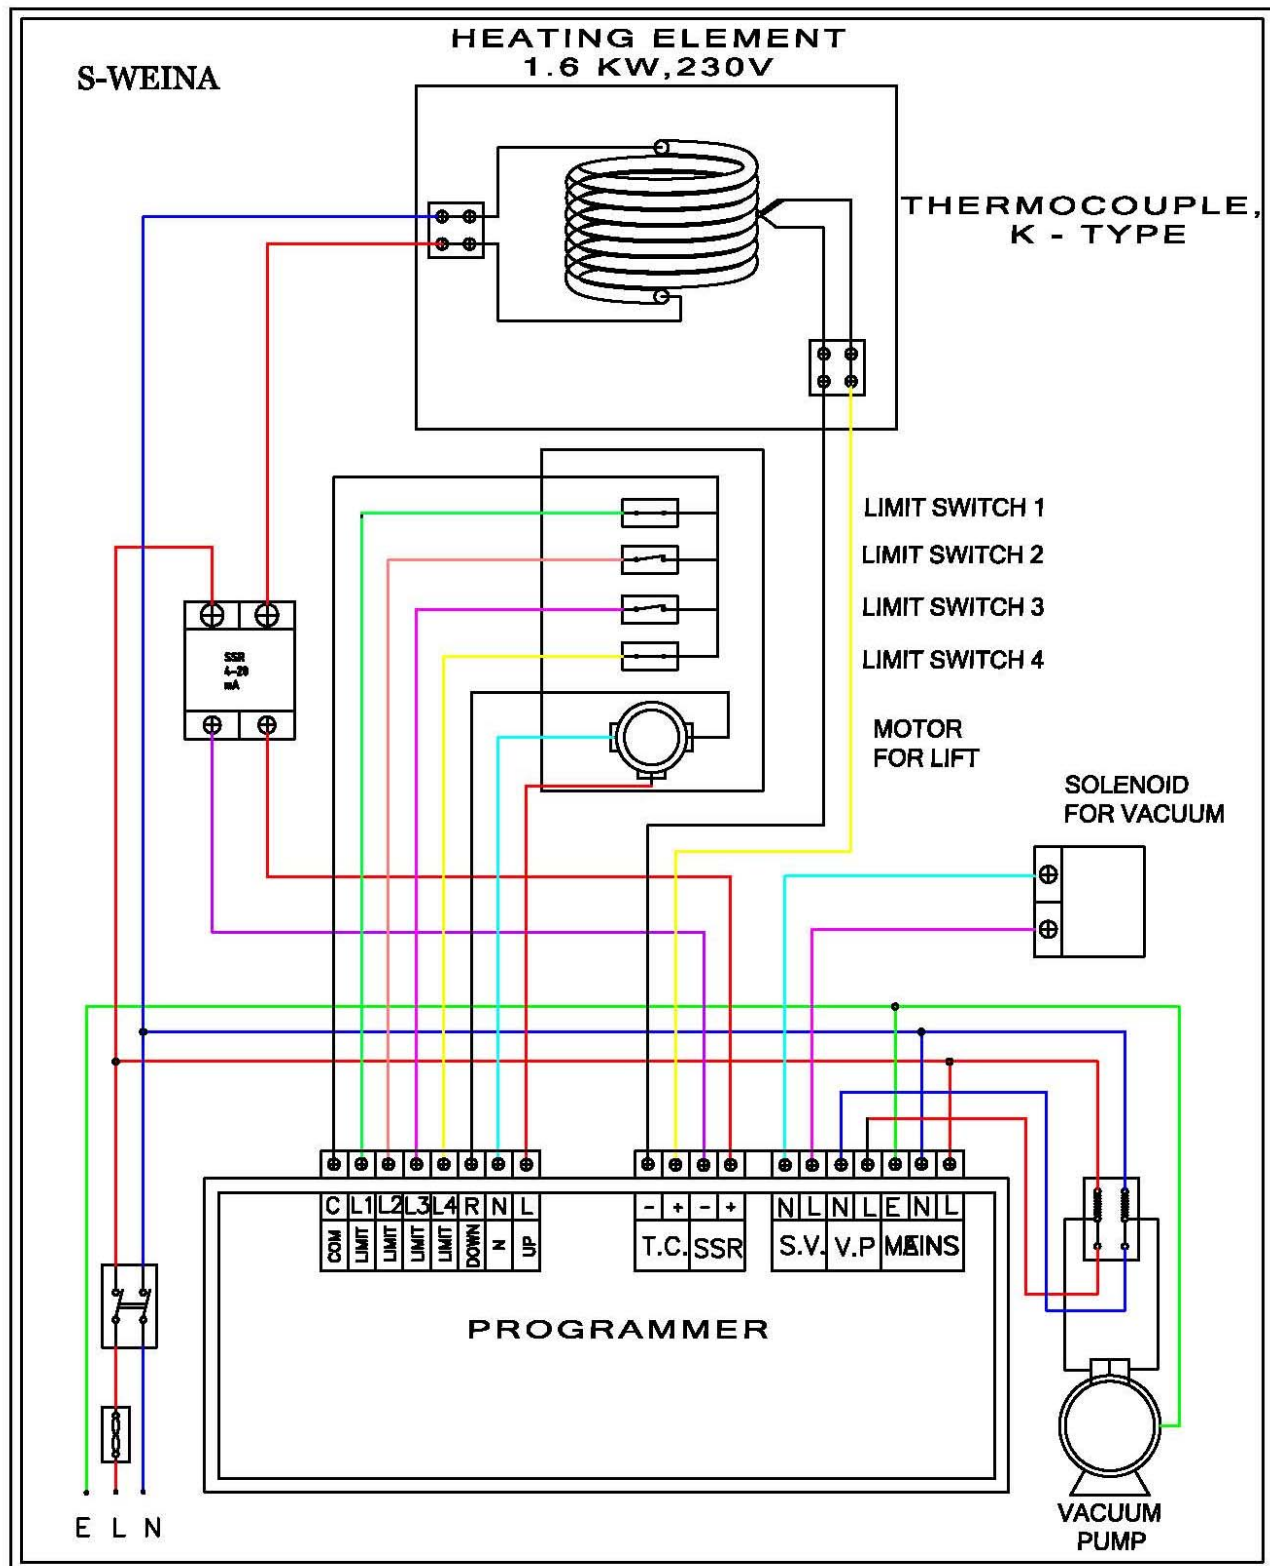 HEATING ELEMENT
1.6 KW,230V
S-WEINA
THERMOCOUPLE,
K - TYPE
LIMIT SWITCH 1
LIMIT SWITCH 2
LIMIT SWITCH 3
LIMIT SWITCH 4
SSR
4-20
mA
MOTOR
FOR LIFT
SOLENOID
FOR VACUUM
C L1 L2 L3 L4 R N L
COM LIMIT LIMIT LIMIT LIMIT DOWN N UP
- + - +
T.C. SSR
N L N L E N L
S.V. V.P MAINS
PROGRAMMER
E L N
VACUUM
PUMP